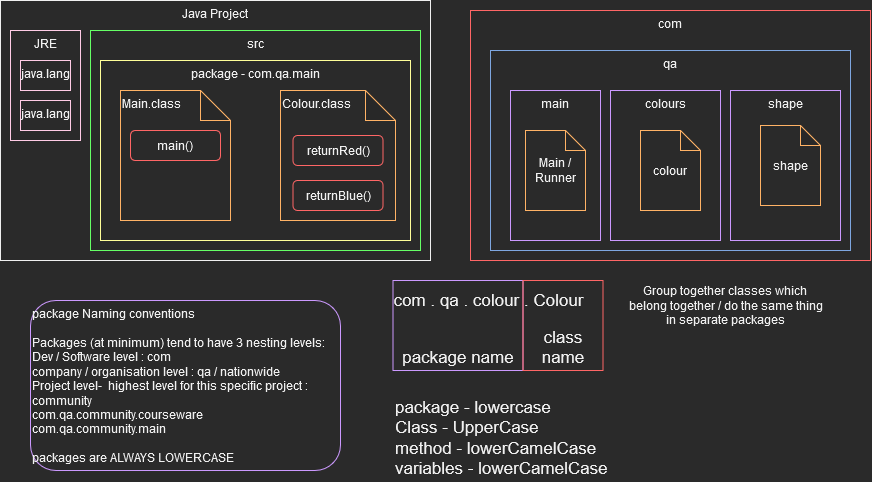 Java Project
JRE
java.lang
java.lang
src
package - com.qa.main
Main.class
main()
Colour.class
returnRed()
returnBlue()
com
qa
main
Main /
Runner
colours
colour
shape
shape
package Naming conventions
Packages (at minimum) tend to have 3 nesting levels:
Dev / Software level : com
company / organisation level : qa / nationwide
Project level-  highest level for this specific project :
community
com.qa.community.courseware
com.qa.community.main
packages are ALWAYS LOWERCASE
com . qa . colour . Colour
package name
class
name
Group together classes which
belong together / do the same thing
in separate packages
package - lowercase
Class - UpperCase
method - lowerCamelCase
variables - lowerCamelCase